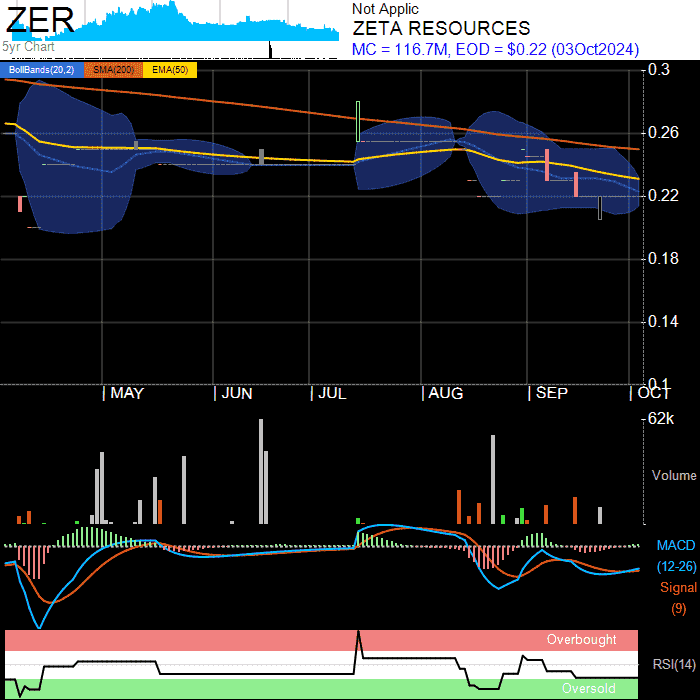 ZER
5yr Chart
Not Applic
ZETA RESOURCES
MC = 116.7M, EOD = $0.22 (03Oct2024)
BollBands(20,2) SMA(200) EMA(50)
0.3
0.26
0.22
0.18
0.14
0.1
MAY JUN JUL AUG SEP OCT
62k
Volume
MACD
(12-26)
Signal
(9)
Overbought
RSI(14)
Oversold